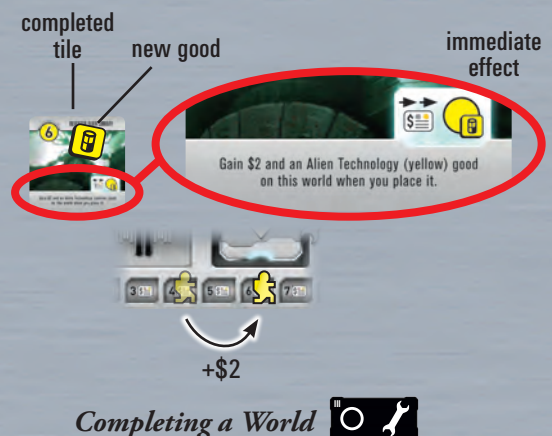 completed
tile
new good
immediate
effect
6
$
Gain $2 and an Alien Technology (yellow) good
on this world when you place it.
3 4 5 6 7
+$2
Completing a World III